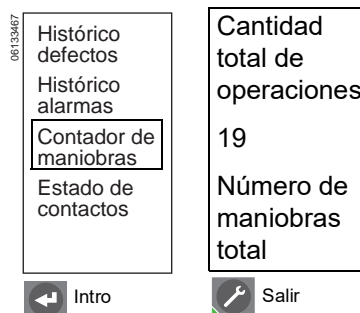 06133467
Histórico
defectos
Histórico
alarmas
Contador de
maniobras
Estado de
contactos
Intro
Cantidad
total de
operaciones
19
Número de
maniobras
total
Salir